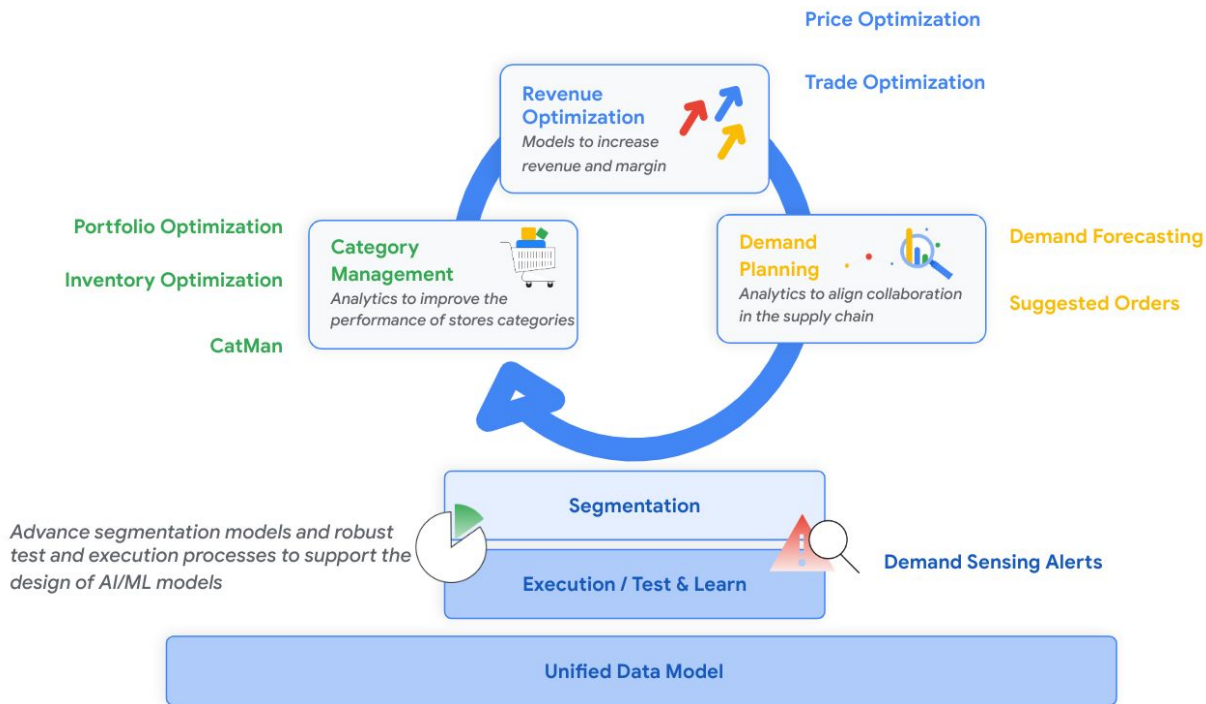 Price Optimization
Trade Optimization
Revenue
Optimization
Models to increase
revenue and margin
Portfolio Optimization
Inventory Optimization
CatMan
Category
Management
Analytics to improve the
performance of stores categories
Demand
Planning
Analytics to align collaboration
in the supply chain
Demand Forecasting
Suggested Orders
Segmentation
Advance segmentation models and robust
test and execution processes to support the
design of AI/ML models
Execution / Test & Learn
Demand Sensing Alerts
Unified Data Model